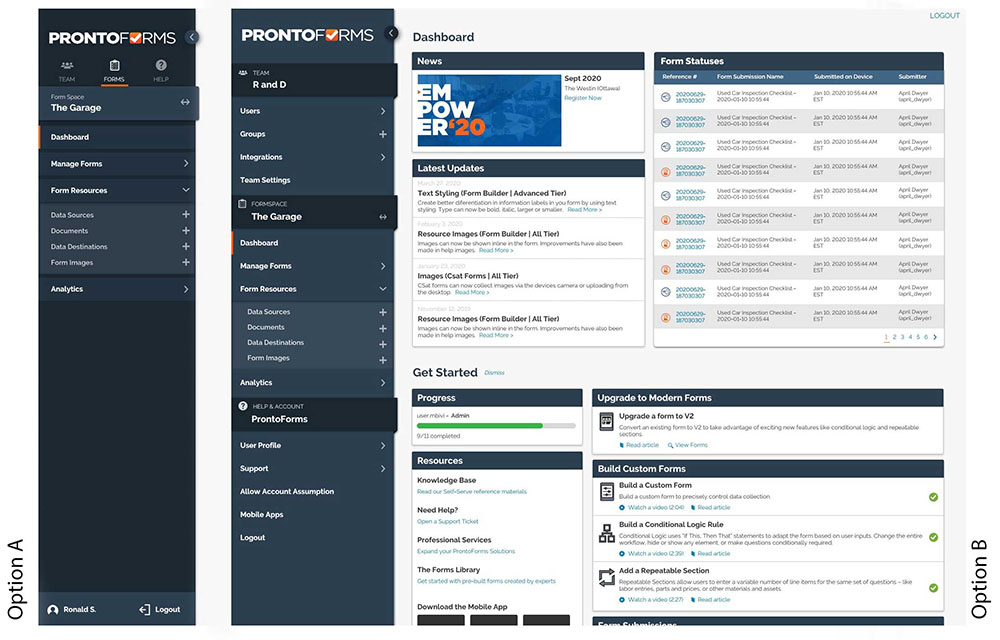 Option A
PRONTOFORMS
TEAM
FORMS
HELP
Form Space
The Garage
Dashboard
Manage Forms
Form Resources
Data Sources
Documents
Data Destinations
Form Images
Analytics
Ronald S.
Logout
PRONTOFORMS
TEAM
R and D
Users
Groups
Integrations
Team Settings
FORMSPACE
The Garage
Dashboard
Manage Forms
Form Resources
Data Sources
Documents
Data Destinations
Form Images
Analytics
HELP & ACCOUNT
ProntoForms
User Profile
Support
Allow Account Assumption
Mobile Apps
Logout
LOGOUT
Dashboard
News
EM
POW
ER‘20
Sept 2020
The Westin (Ottawa)
Register Now
Latest Updates
March 27, 2020
Text Styling (Form Builder | Advanced Tier)
Create better diferentiation in information labels in you form by using text
styling. Type can now be bold, italic, larger or smaller. Read More >
February 3, 2020
Resource Images (Form Builder | All Tier)
Images can now be shown inline in the form. Improvements have also been
made in help images. Read More >
January 23, 2020
Images (Csat Forms | All Tier)
CSat forms can now collect images via the devices camera or uploading from
the desktop. Read More >
November 12, 2019
Resource Images (Form Builder | All Tier)
Images can now be shown inline in the form. Improvements have also been
made in help images. Read More >
Form Statuses
Reference # Form Submission Name Submitted on Device Submitter
20200629- Used Car Inspection Checklist – Jan 10, 2020 10:55:44 AM April Dwyer
187030307 2020-01-10 10:55:44 EST (april_dwyer)
20200629- Used Car Inspection Checklist – Jan 10, 2020 10:55:44 AM April Dwyer
187030307 2020-01-10 10:55:44 EST (april_dwyer)
20200629- Used Car Inspection Checklist – Jan 10, 2020 10:55:44 AM April Dwyer
187030307 2020-01-10 10:55:44 EST (april_dwyer)
20200629- Used Car Inspection Checklist – Jan 10, 2020 10:55:44 AM April Dwyer
187030307 2020-01-10 10:55:44 EST (april_dwyer)
20200629- Used Car Inspection Checklist – Jan 10, 2020 10:55:44 AM April Dwyer
187030307 2020-01-10 10:55:44 EST (april_dwyer)
20200629- Used Car Inspection Checklist – Jan 10, 2020 10:55:44 AM April Dwyer
187030307 2020-01-10 10:55:44 EST (april_dwyer)
20200629- Used Car Inspection Checklist – Jan 10, 2020 10:55:44 AM April Dwyer
187030307 2020-01-10 10:55:44 EST (april_dwyer)
20200629- Used Car Inspection Checklist – Jan 10, 2020 10:55:44 AM April Dwyer
187030307 2020-01-10 10:55:44 EST (april_dwyer)
20200629- Used Car Inspection Checklist – Jan 10, 2020 10:55:44 AM April Dwyer
187030307 2020-01-10 10:55:44 EST (april_dwyer)
20200629- Used Car Inspection Checklist – Jan 10, 2020 10:55:44 AM April Dwyer
187030307 2020-01-10 10:55:44 EST (april_dwyer)
1 2 3 4 5 6 >
Get Started Dismiss
Progress
user.mbivi – Admin
9/11 completed
Resources
Knowledge Base
Read our Self-Serve reference materials
Need Help?
Open a Support Ticket
Professional Services
Expand your ProntoForms Solutions
The Forms Library
Get started with pre-built forms created by experts
Download the Mobile App
Upgrade to Modern Forms
Upgrade a form to V2
Convert an existing form to V2 to take advantage of exciting new features like conditional logic and repeatable
sections.
Read article View Forms
Build Custom Forms
Build a Custom Form
Build a custom form to precisely control data collection
Watch a video (2:04) Read article
Build a Conditional Logic Rule
Conditional Logic uses "If This, Then That" statements to adapt the form based on user inputs. Change the entire
workflow, hide or show any element, or make questions conditionally required.
Watch a video (2:39) Read article
Add a Repeatable Section
Repeatable Sections allow users to enter a variable number of line items for the same set of questions – like
labor entries, parts and prices, or other materials and assets.
Watch a video (2:27) Read article
Form Submissions
Option B